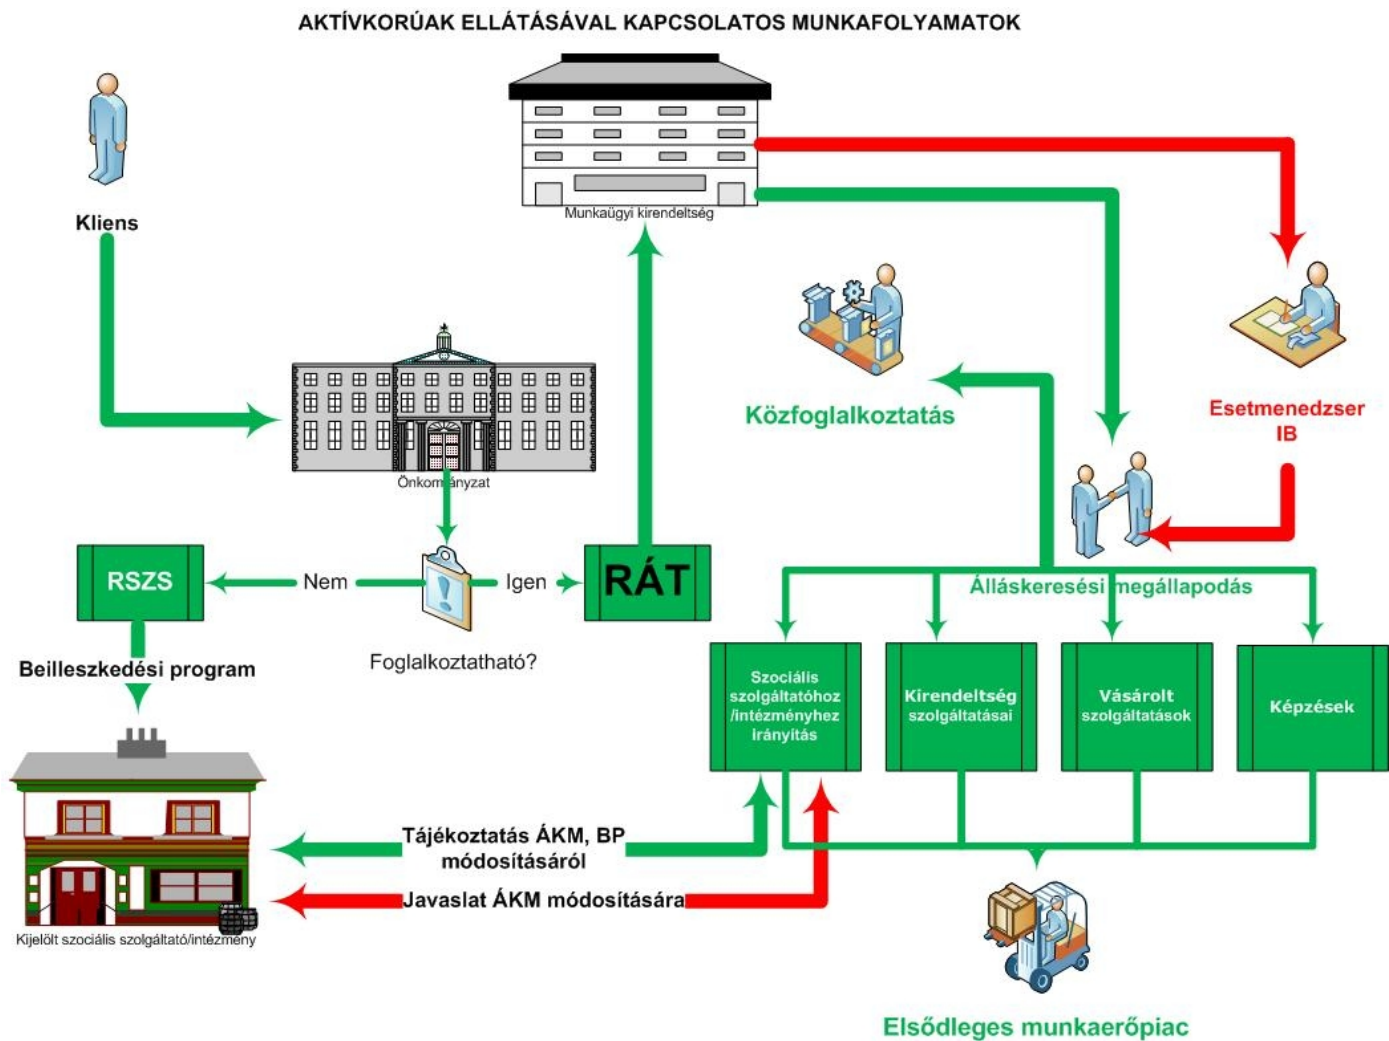 AKTÍVKORÚAK ELLÁTÁSÁVAL KAPCSOLATOS MUNKAFOLYAMATOK
Kliens
Munkaügyi kirendeltség
Közfoglalkoztatás
Esetmenedzser
IB
Önkormányzat
RSZS
Nem
Igen
RÁT
Álláskeresési megállapodás
Foglalkoztatható?
Beilleszkedési program
Szociális
szolgáltatóhoz
/intézményhez
irányítás
Kirendeltség
szolgáltatásai
Vásárolt
szolgáltatások
Képzések
Tájékoztatás ÁKM, BP
módosításáról
Javaslat ÁKM módosítására
Kijelölt szociális szolgáltató/intézmény
Elsődleges munkaerőpiac